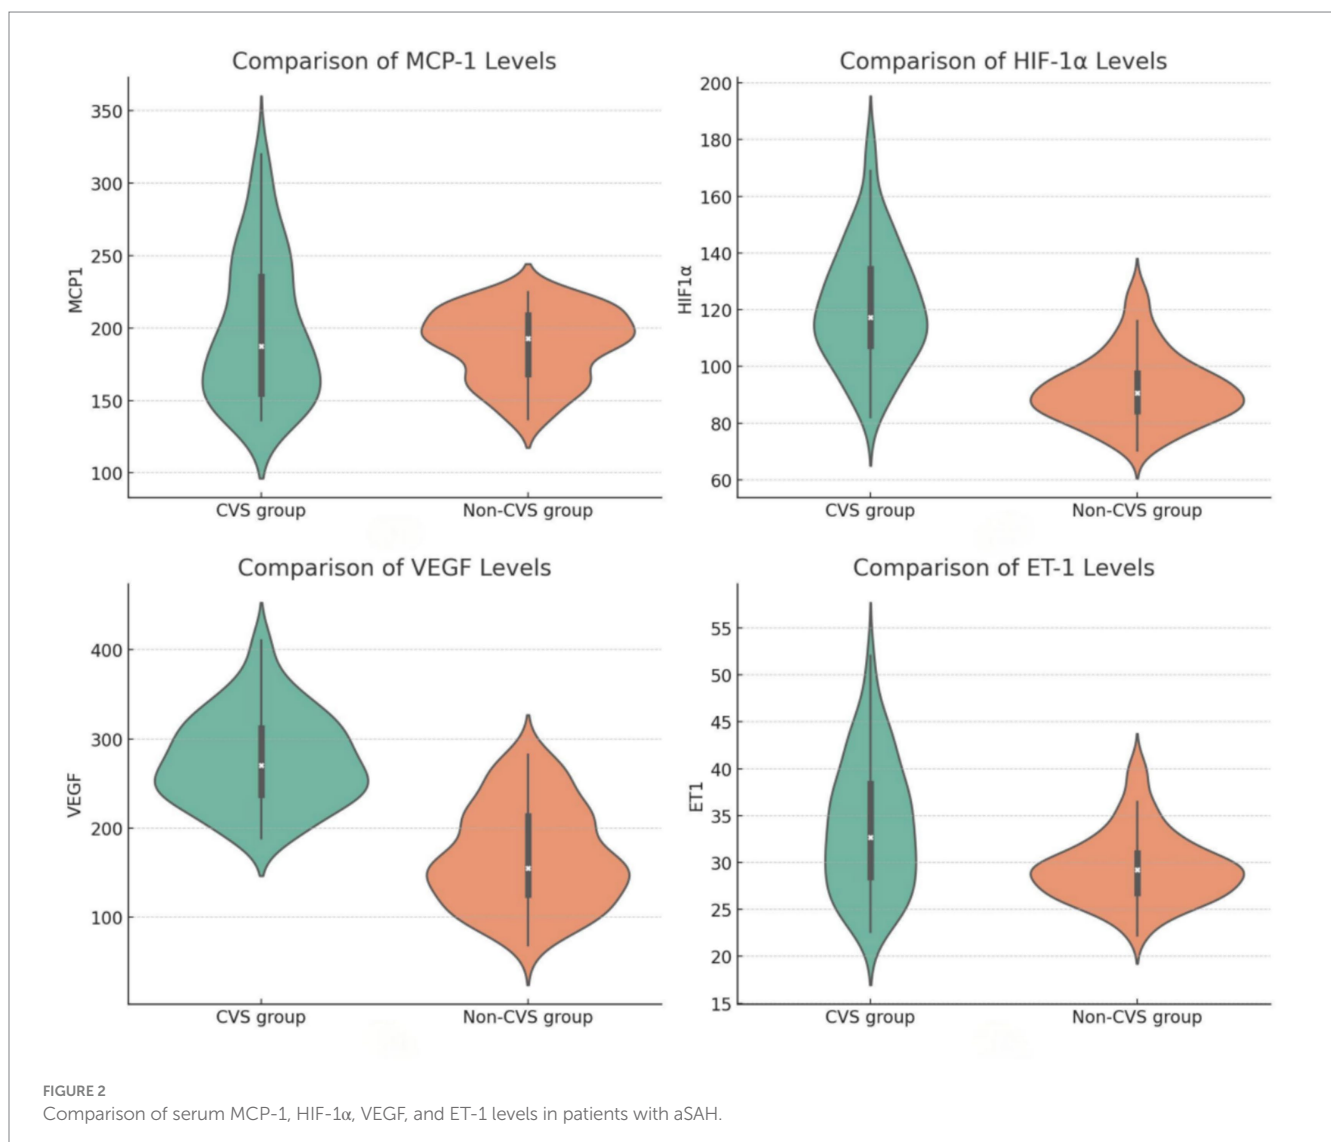 Comparison of MCP-1 Levels
350
300
250
200
150
100
MCP1
CVS group
Non-CVS group
Comparison of HIF-1α Levels
200
180
160
140
120
100
80
60
HIF1α
CVS group
Non-CVS group
Comparison of VEGF Levels
400
300
200
100
VEGF
CVS group
Non-CVS group
Comparison of ET-1 Levels
55
50
45
40
35
30
25
20
15
ET1
CVS group
Non-CVS group
FIGURE 2
Comparison of serum MCP-1, HIF-1α, VEGF, and ET-1 levels in patients with aSAH.